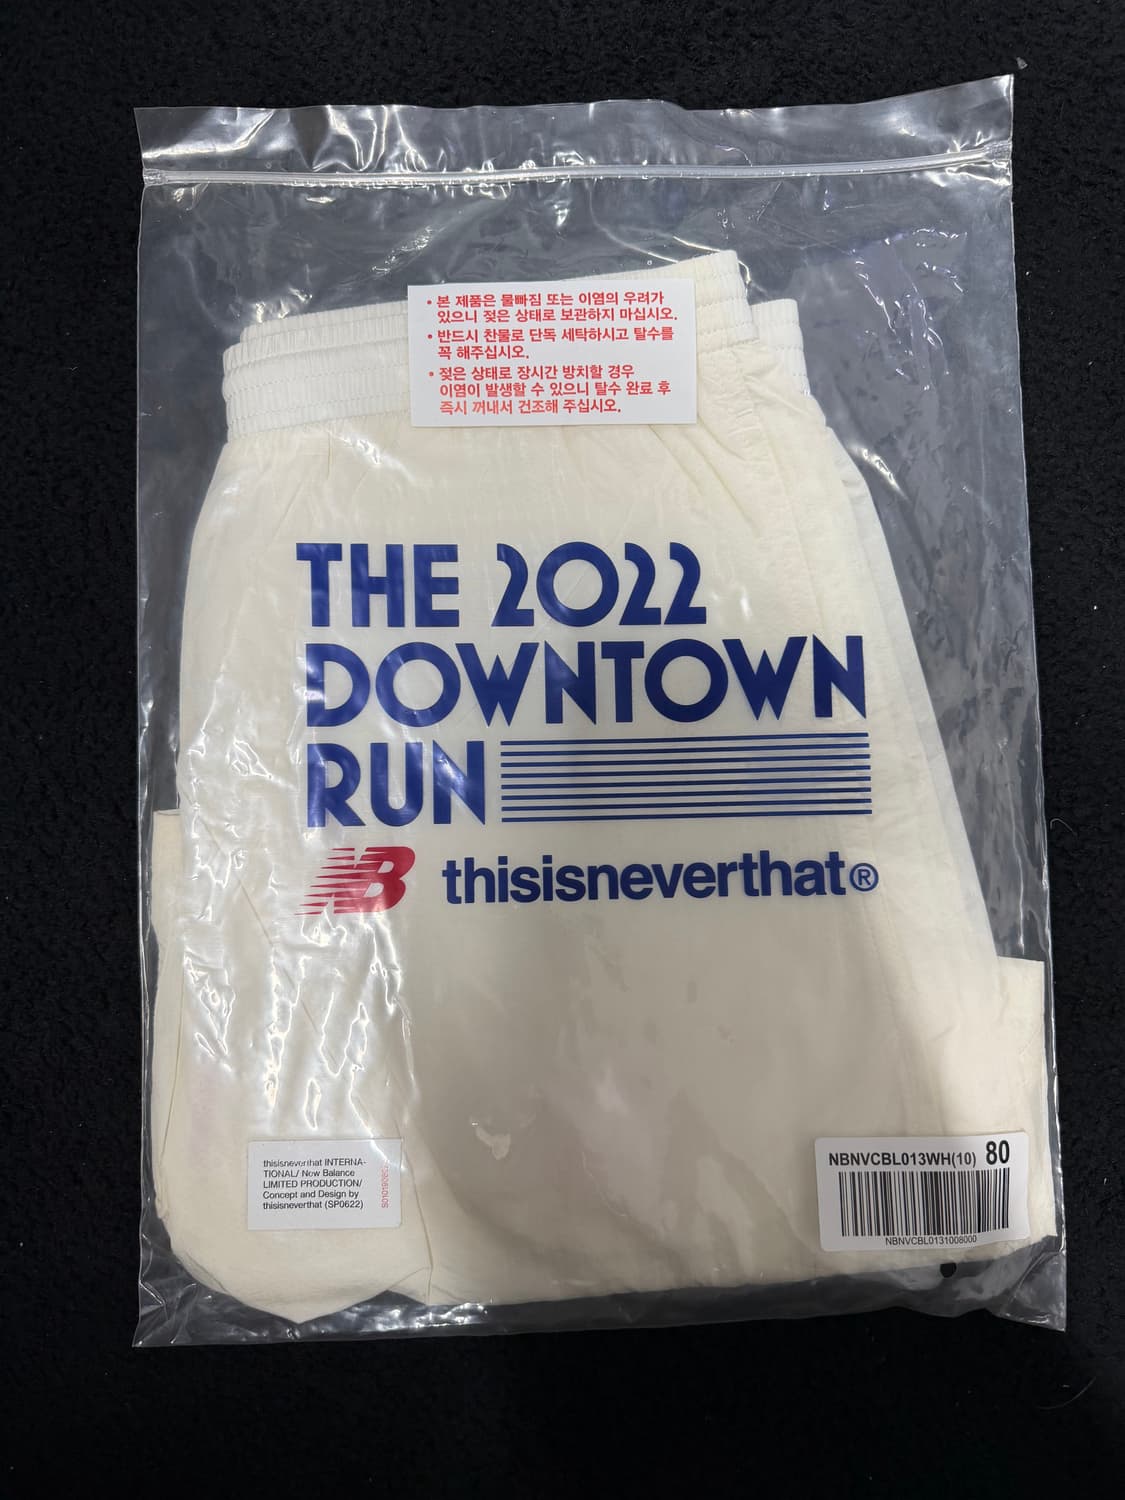 • 본 제품은 물빠짐 또는 이염의 우려가
있으니 젖은 상태로 보관하지 마십시오.
• 반드시 찬물로 단독 세탁하시고 탈수를
꼭 해주십시오.
• 젖은 상태로 장시간 방치할 경우
이염이 발생할 수 있으니 탈수 완료 후
즉시 꺼내서 건조해 주십시오.
THE 2022
DOWNTOWN
RUN
NB thisisneverthat®
thisisneverthat INTERNA-
TIONAL/ New Balance
LIMITED PRODUCTION/
Concept and Design by
thisisneverthat (SP0622)
NBNVCBL013WH(10) 80
NBNVCBL0131008000